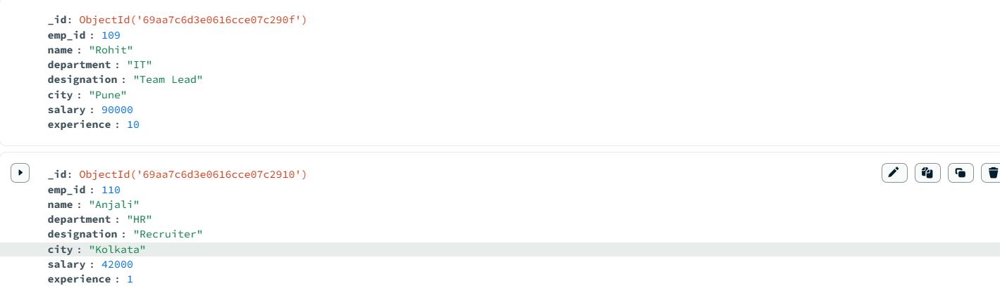 _id: ObjectId('69aa7c6d3e0616cce07c290f')
emp_id : 109
name : "Rohit"
department : "IT"
designation : "Team Lead"
city : "Pune"
salary : 90000
experience : 10
_id: ObjectId('69aa7c6d3e0616cce07c2910')
emp_id : 110
name : "Anjali"
department : "HR"
designation : "Recruiter"
city : "Kolkata"
salary : 42000
experience : 1